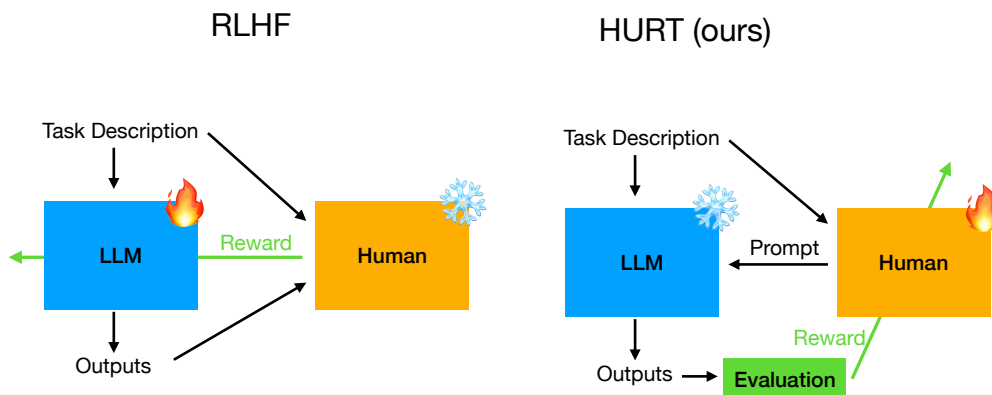 RLHF
Task Description
LLM
Reward
Human
Outputs
HURT (ours)
Task Description
LLM
Prompt
Human
Reward
Outputs
Evaluation